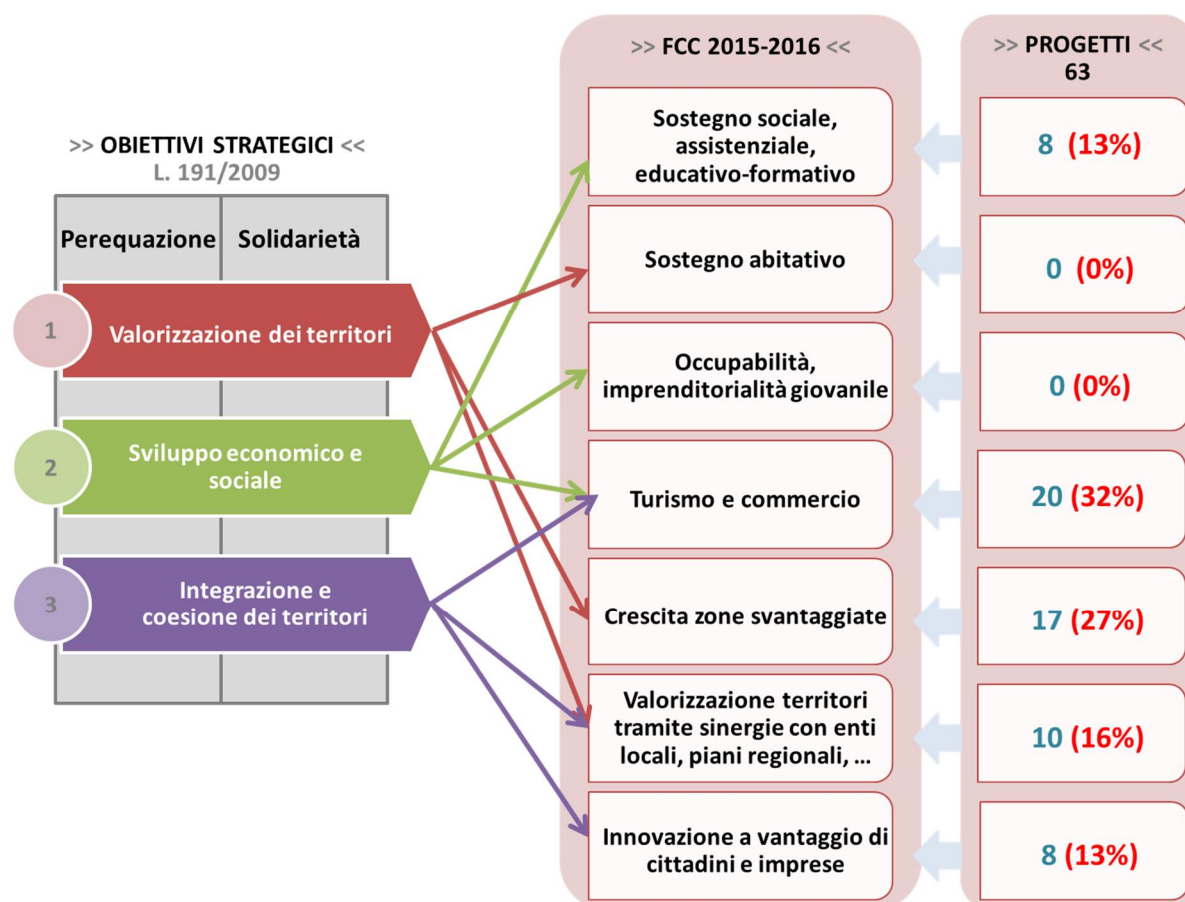 >> OBIETTIVI STRATEGICI <<
L. 191/2009
Perequazione
Solidarietà
1
Valorizzazione dei territori
2
Sviluppo economico e
sociale
3
Integrazione e
coesione dei territori
>> FCC 2015-2016 <<
Sostegno sociale,
assistenziale,
educativo-formativo
Sostegno abitativo
Occupabilità,
imprenditorialità giovanile
Turismo e commercio
Crescita zone svantaggiate
Valorizzazione territori
tramite sinergie con enti
locali, piani regionali, ...
Innovazione a vantaggio di
cittadini e imprese
>> PROGETTI <<
63
8 (13%)
0 (0%)
0 (0%)
20 (32%)
17 (27%)
10 (16%)
8 (13%)